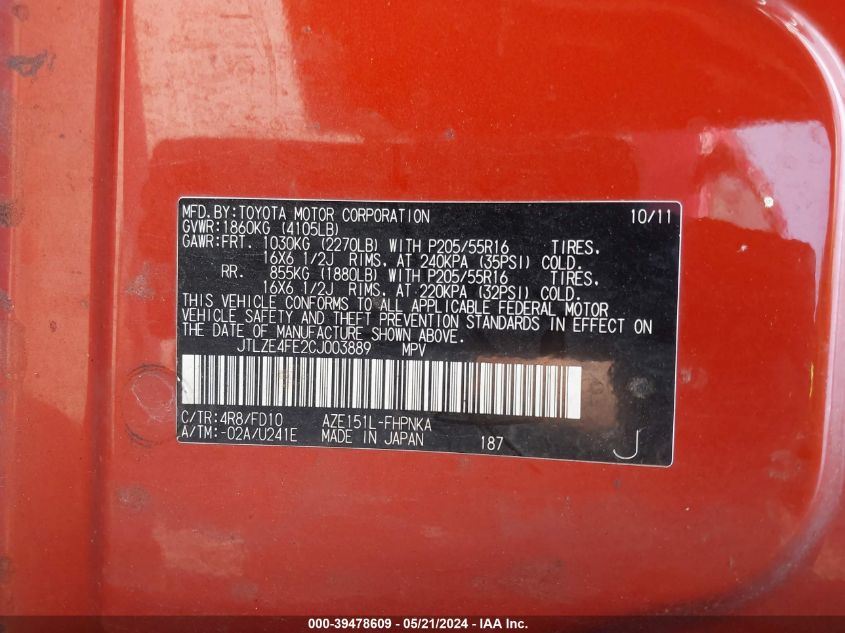 MFD.BY:TOYOTA MOTOR CORPORATION 10/11
GVWR:1860KG (4105LB)
GAWR:FRT. 1030KG (2270LB) WITH P205/55R16 TIRES.
16X6 1/2J RIMS. AT 240KPA (35PSI) COLD.
RR. 855KG (1880LB) WITH P205/55R16 TIRES.
16X6 1/2J RIMS. AT 220KPA (32PSI) COLD.
THIS VEHICLE CONFORMS TO ALL APPLICABLE FEDERAL MOTOR
VEHICLE SAFETY AND THEFT PREVENTION STANDARDS IN EFFECT ON
THE DATE OF MANUFACTURE SHOWN ABOVE.
JTLZE4FE2CJ003889 MPV
C/TR:4R8/FD10 AZE151L-FHPNKA
A/TM:-02A/U241E MADE IN JAPAN 187 J
000-39478609 - 05/21/2024 - IAA Inc.